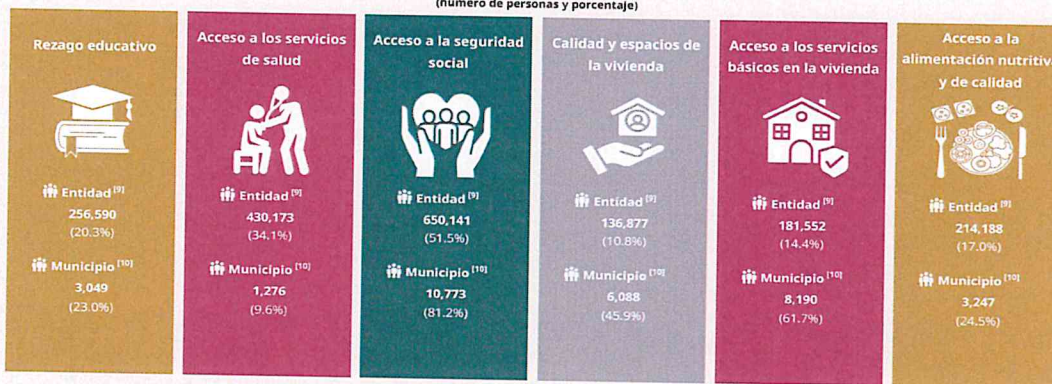 (número de personas y porcentaje)
Rezago educativo
Entidad [9]
256,590
(20.3%)
Municipio [10]
3,049
(23.0%)
Acceso a los servicios
de salud
Entidad [9]
430,173
(34.1%)
Municipio [10]
1,276
(9.6%)
Acceso a la seguridad
social
Entidad [9]
650,141
(51.5%)
Municipio [10]
10,773
(81.2%)
Calidad y espacios de
la vivienda
Entidad [9]
136,877
(10.8%)
Municipio [10]
6,088
(45.9%)
Acceso a los servicios
básicos en la vivienda
Entidad [9]
181,552
(14.4%)
Municipio [10]
8,190
(61.7%)
Acceso a la
alimentación nutritiva
y de calidad
Entidad [9]
214,188
(17.0%)
Municipio [10]
3,247
(24.5%)